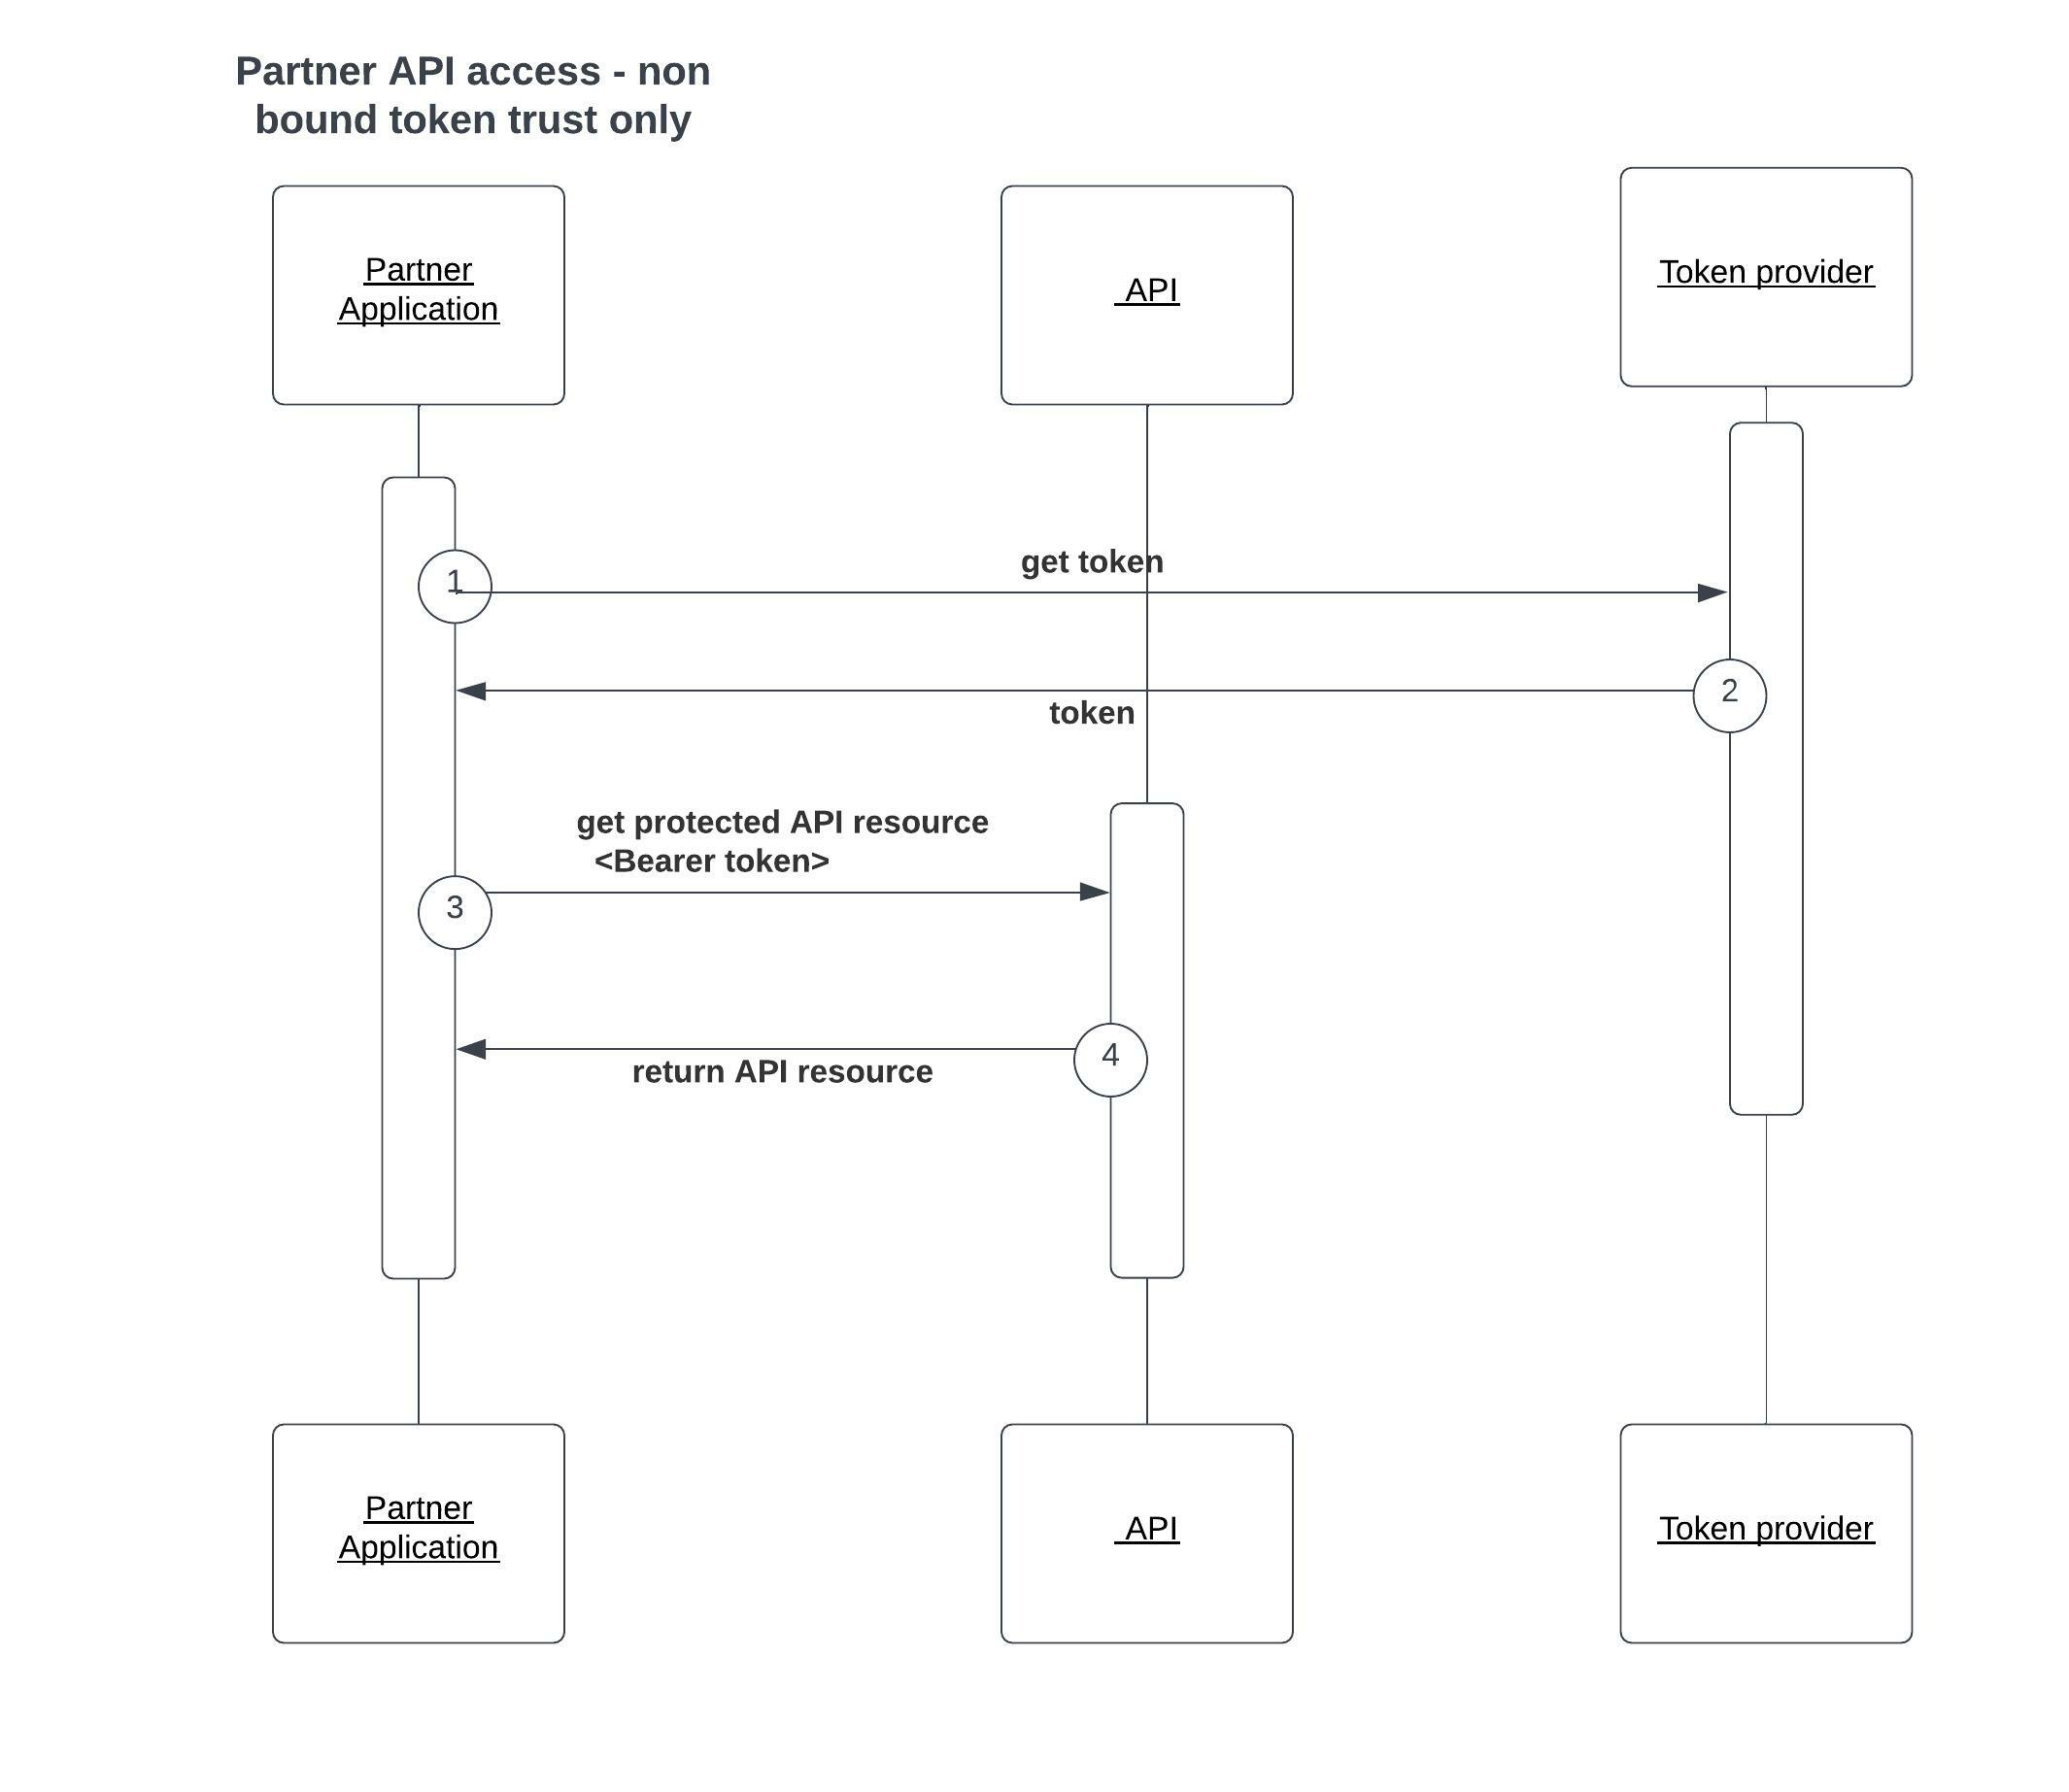 Partner API access - non
bound token trust only
Partner
Application
API
Token provider
get token
1
2
token
get protected API resource
<Bearer token>
3
4
return API resource
Partner
Application
API
Token provider